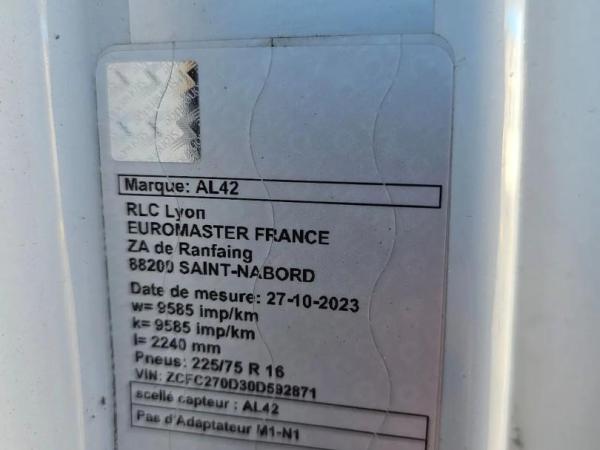 Marque: AL42
RLC Lyon
EUROMASTER FRANCE
ZA de Ranfaing
88200 SAINT-NABORD
Date de mesure: 27-10-2023
w= 9585 imp/km
k= 9585 imp/km
l= 2240 mm
Pneus: 225/75 R 16
VIN: ZCFC270D30D592871
scellé capteur : AL42
Pas d'Adaptateur M1-N1